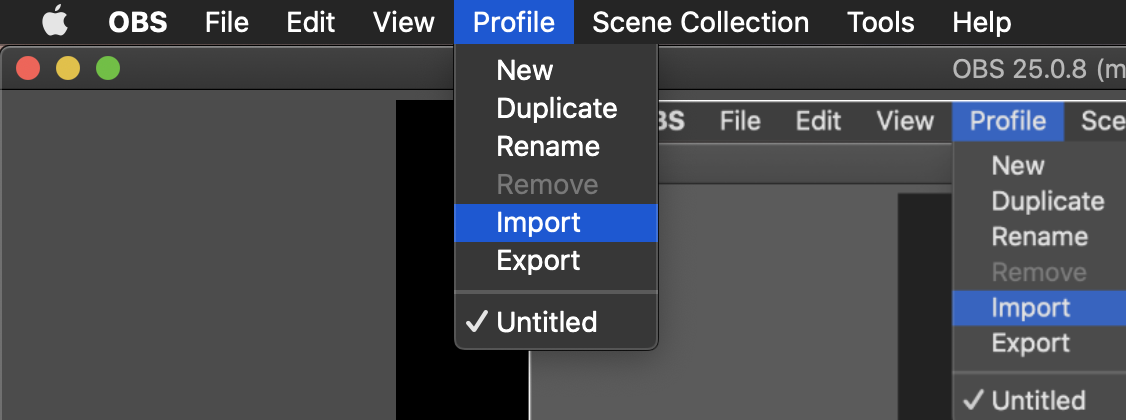 OBS File Edit View Profile Scene Collection Tools Help
OBS 25.0.8 (m
New
Duplicate
Rename
Remove
Import
Export
✓ Untitled
BS File Edit View Profile Sce
New
Duplicate
Rename
Remove
Import
Export
✓ Untitled